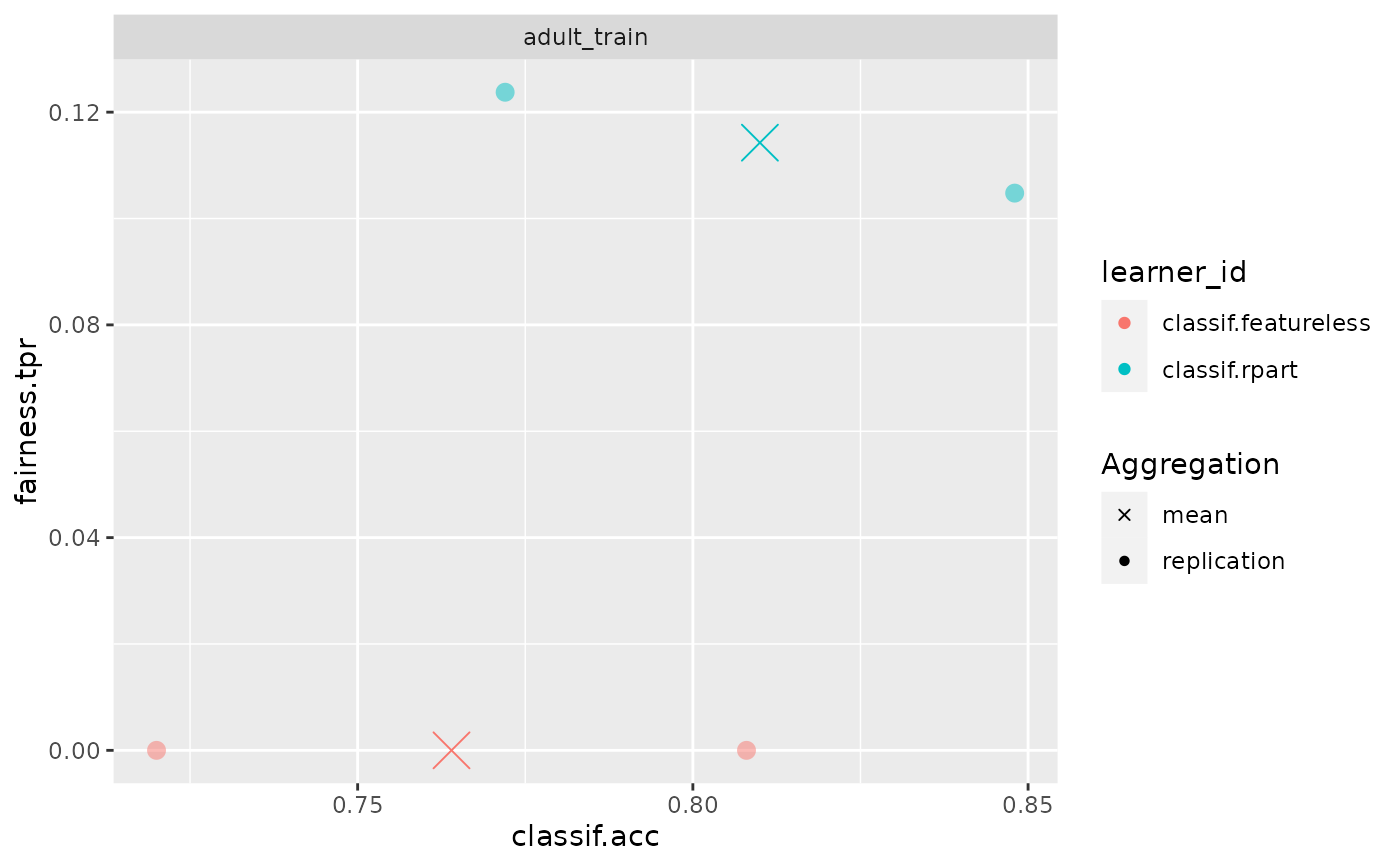 adult_train
0.12
0.08
0.04
0.00
fairness.tpr
0.75 0.80 0.85
classif.acc
learner_id
classif.featureless
classif.rpart
Aggregation
mean
replication